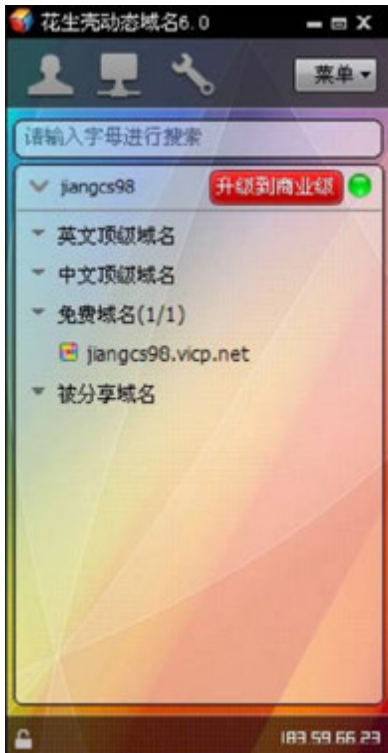 花生壳动态域名6.0
菜单
请输入字母进行搜索
jiangcs98 升级到商业级
英文顶级域名
中文顶级域名
免费域名(1/1)
jiangcs98.vicp.net
被分享域名
183.59.66.23